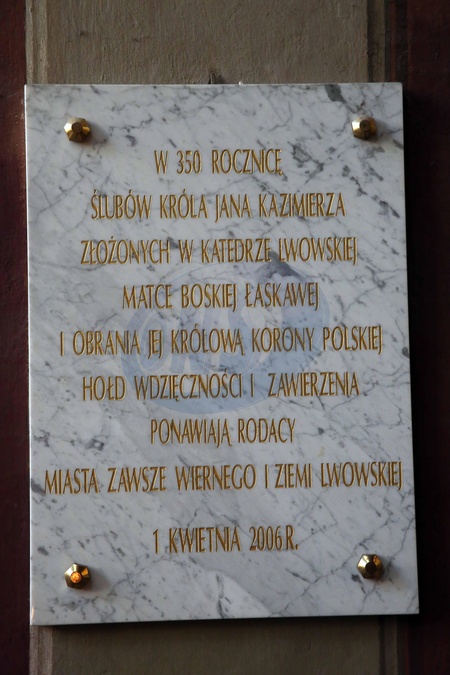 W 350 ROCZNICĘ
ŚLUBÓW KRÓLA JANA KAZIMIERZA
ZŁOŻONYCH W KATEDRZE LWOWSKIEJ
MATCE BOSKIEJ ŁASKAWEJ
I OBRANIA JEJ KRÓLOWĄ KORONY POLSKIEJ
HOŁD WDZIĘCZNOŚCI I ZAWIERZENIA
PONAWIAJĄ RODACY
MIASTA ZAWSZE WIERNEGO I ZIEMI LWOWSKIEJ
1 KWIETNIA 2006 R.